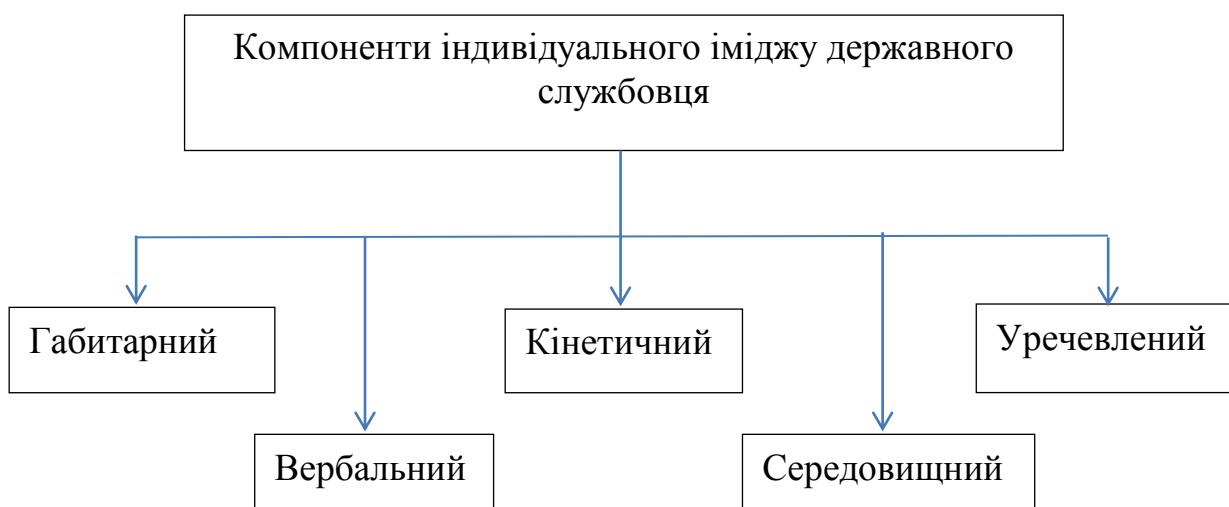 Компоненти індивідуального іміджу державного
службовця
Габитарний
Кінетичний
Уречевлений
Вербальний
Середовищний